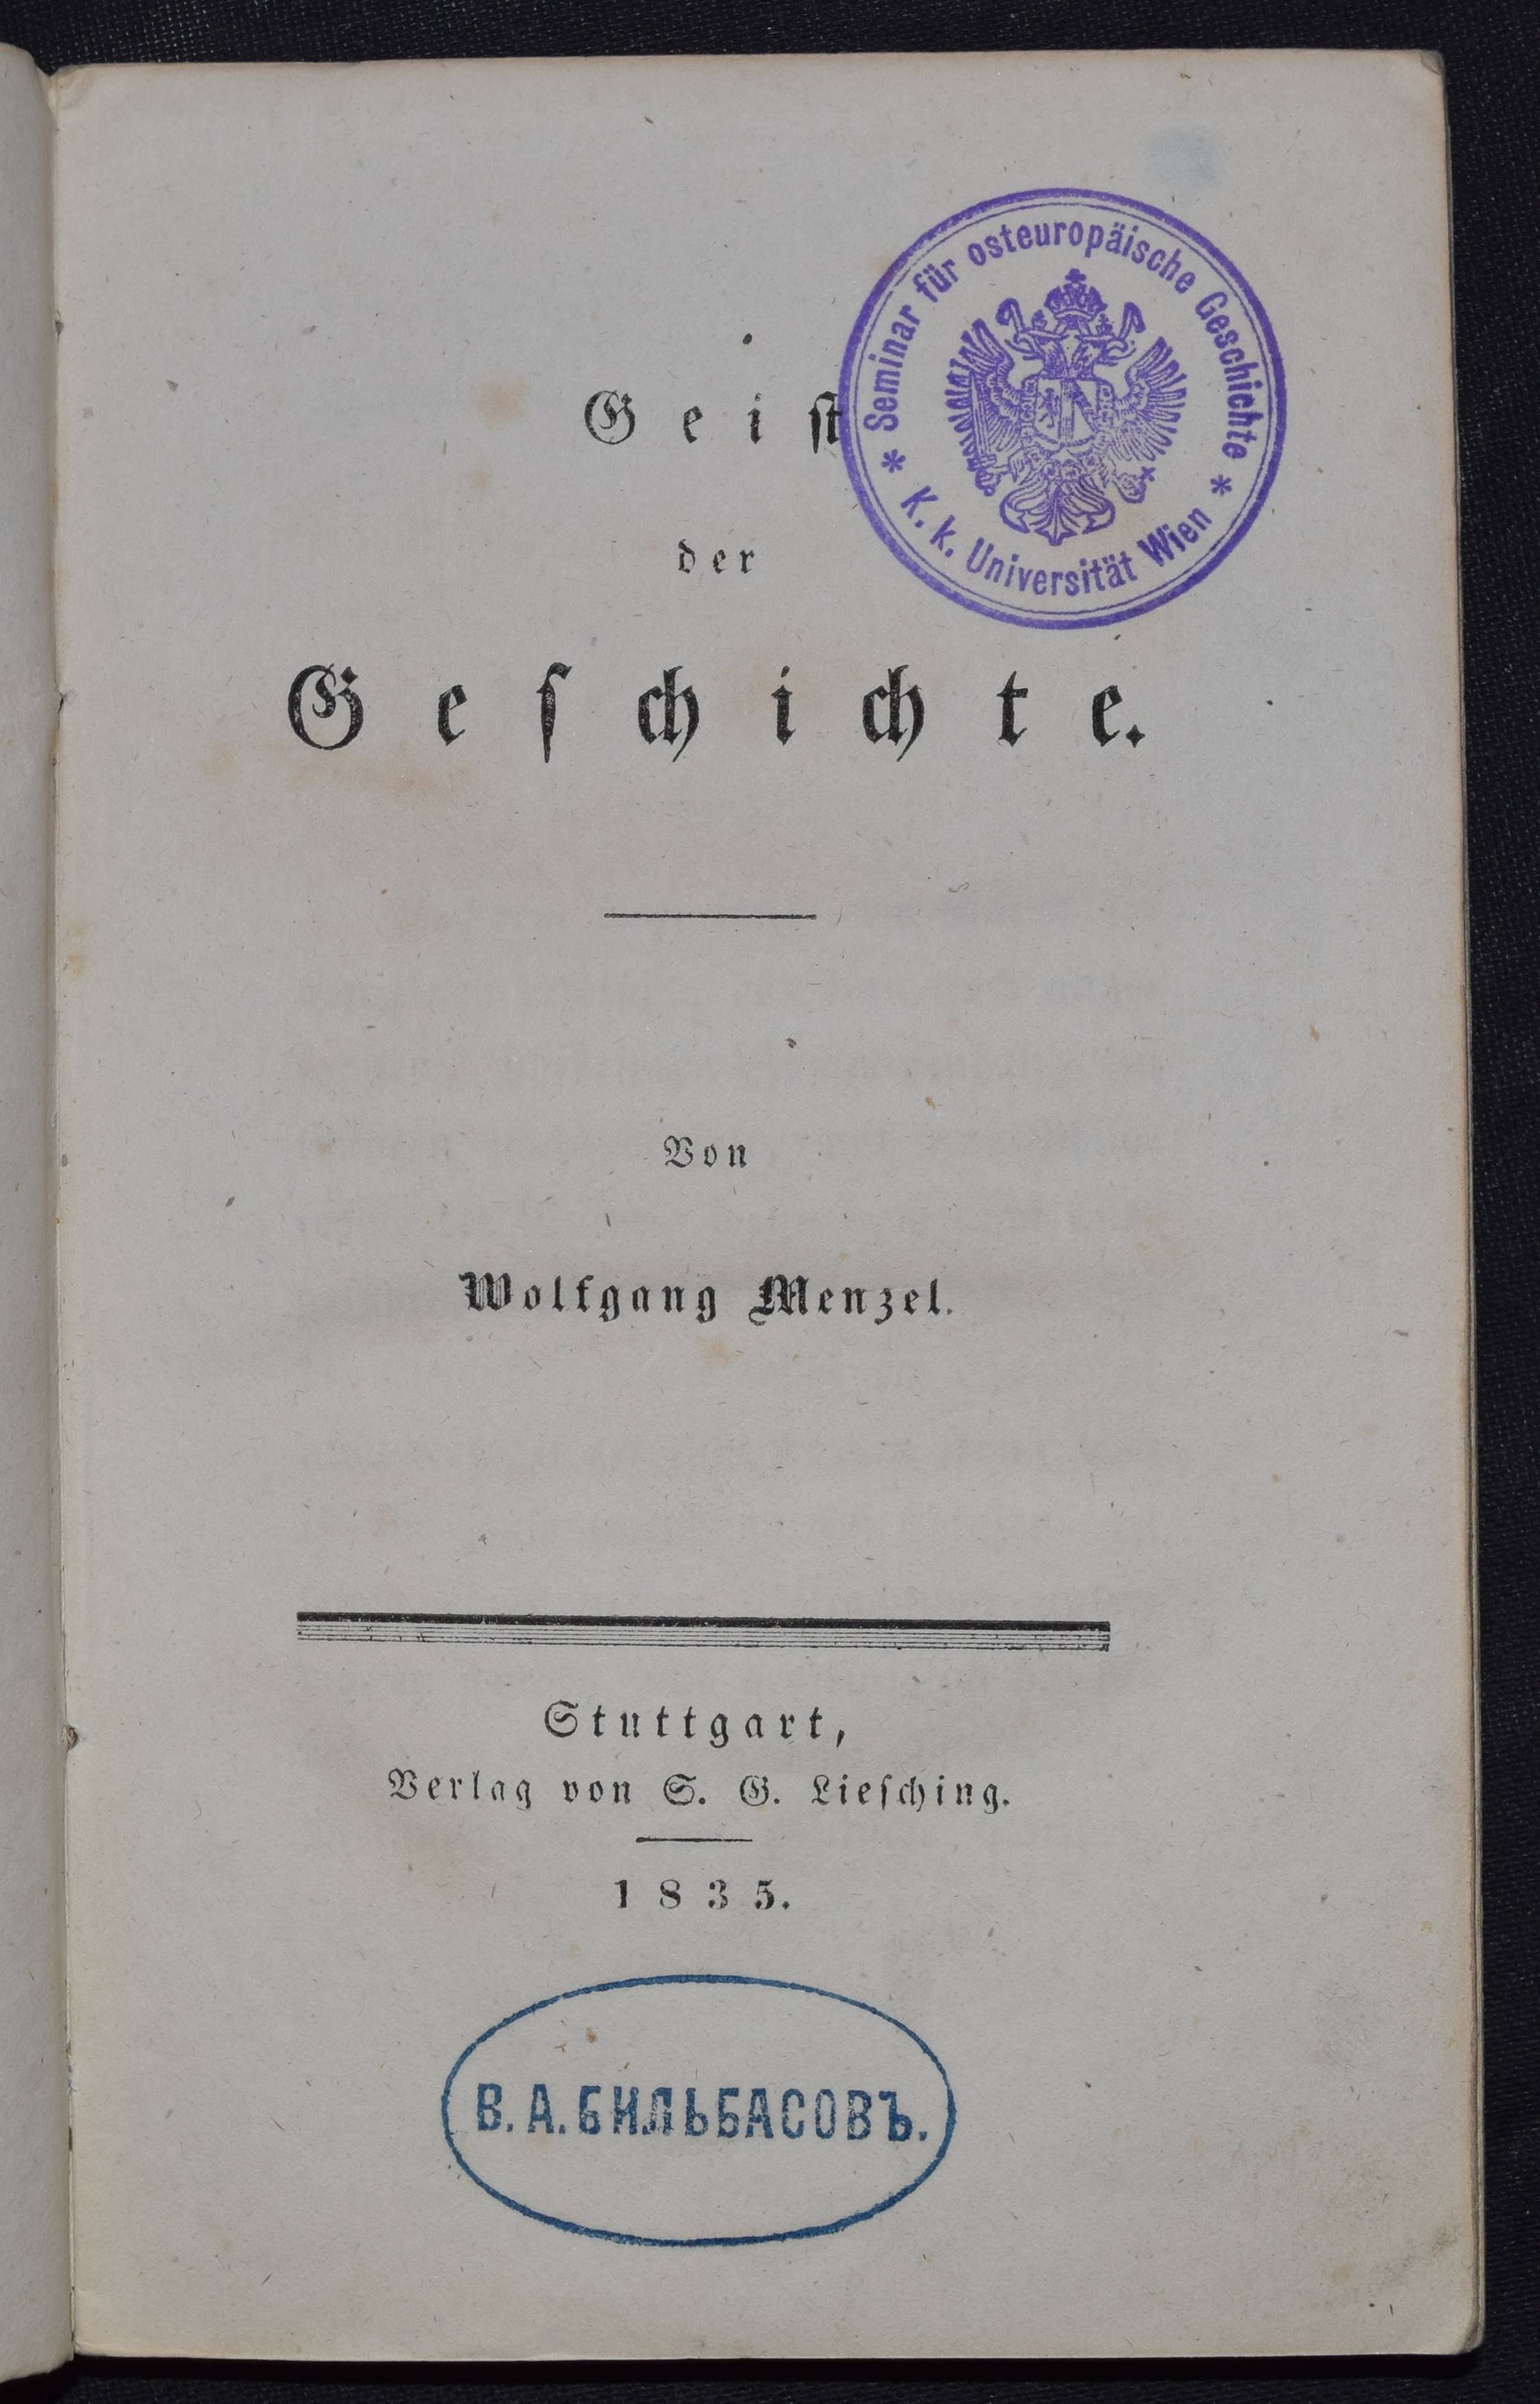 Geiſt
der
Geſchichte.
Seminar für osteuropäische Geschichte
* K. k. Universität Wien *
Von
Wolfgang Menzel.
Stuttgart,
Verlag von S. G. Lieſching.
1835.
В. А. БИЛЬБАСОВЪ.